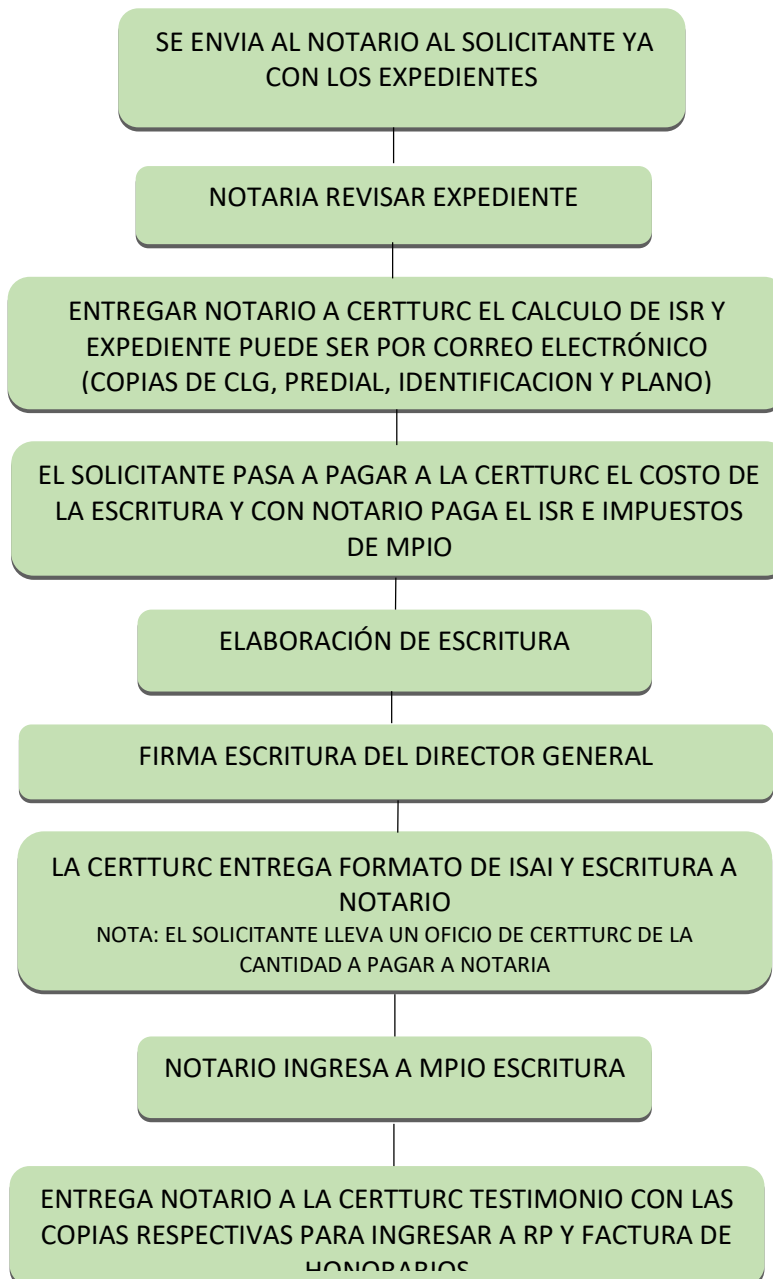 SE ENVIA AL NOTARIO AL SOLICITANTE YA
CON LOS EXPEDIENTES
NOTARIA REVISAR EXPEDIENTE
ENTREGAR NOTARIO A CERTTURC EL CALCULO DE ISR Y
EXPEDIENTE PUEDE SER POR CORREO ELECTRÓNICO
(COPIAS DE CLG, PREDIAL, IDENTIFICACION Y PLANO)
EL SOLICITANTE PASA A PAGAR A LA CERTTURC EL COSTO DE
LA ESCRITURA Y CON NOTARIO PAGA EL ISR E IMPUESTOS
DE MPIO
ELABORACIÓN DE ESCRITURA
FIRMA ESCRITURA DEL DIRECTOR GENERAL
LA CERTTURC ENTREGA FORMATO DE ISAI Y ESCRITURA A
NOTARIO
NOTA: EL SOLICITANTE LLEVA UN OFICIO DE CERTTURC DE LA
CANTIDAD A PAGAR A NOTARIA
NOTARIO INGRESA A MPIO ESCRITURA
ENTREGA NOTARIO A LA CERTTURC TESTIMONIO CON LAS
COPIAS RESPECTIVAS PARA INGRESAR A RP Y FACTURA DE
HONORARIOS